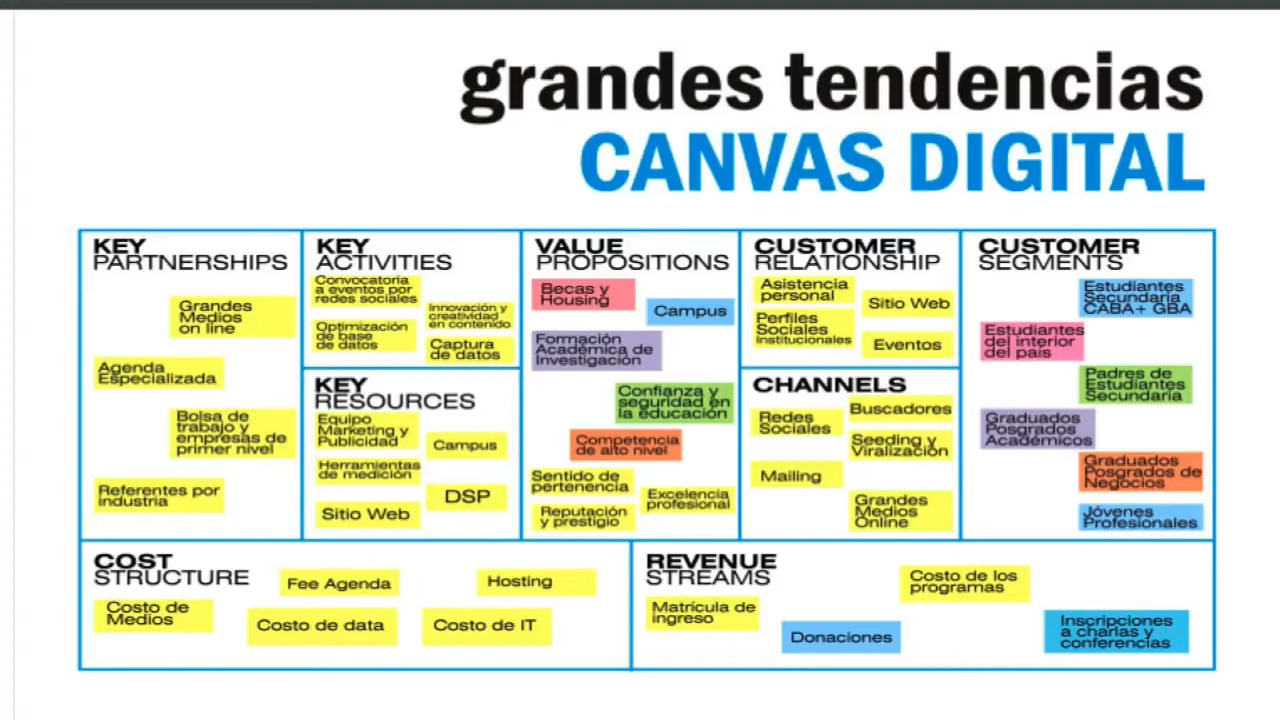 grandes tendencias
CANVAS DIGITAL
KEY
PARTNERSHIPS
Grandes
Medios
on line
Agenda
Especializada
Bolsa de
trabajo y
empresas de
primer nivel
Referentes por
industria
KEY
ACTIVITIES
Convocatoria
a eventos por
redes sociales
Innovación y
creatividad
en contenido
Optimización
de base
de datos
Captura
de datos
KEY
RESOURCES
Equipo
Marketing y
Publicidad
Campus
Herramientas
de medición
DSP
Sitio Web
VALUE
PROPOSITIONS
Becas y
Housing
Campus
Formación
Académica de
Investigación
Confianza y
seguridad en
la educación
Competencia
de alto nivel
Sentido de
pertenencia
Excelencia
profesional
Reputación
y prestigio
CUSTOMER
RELATIONSHIP
Asistencia
personal
Sitio Web
Perfiles
Sociales
Institucionales
Eventos
CHANNELS
Buscadores
Redes
Sociales
Seeding y
Viralización
Mailing
Grandes
Medios
Online
CUSTOMER
SEGMENTS
Estudiantes
Secundaria
CABA+ GBA
Estudiantes
del interior
del país
Padres de
Estudiantes
Secundaria
Graduados
Posgrados
Académicos
Graduados
Posgrados de
Negocios
Jóvenes
Profesionales
COST
STRUCTURE
Fee Agenda
Hosting
Costo de
Medios
Costo de data
Costo de IT
REVENUE
STREAMS
Costo de los
programas
Matrícula de
ingreso
Donaciones
Inscripciones
a charlas y
conferencias